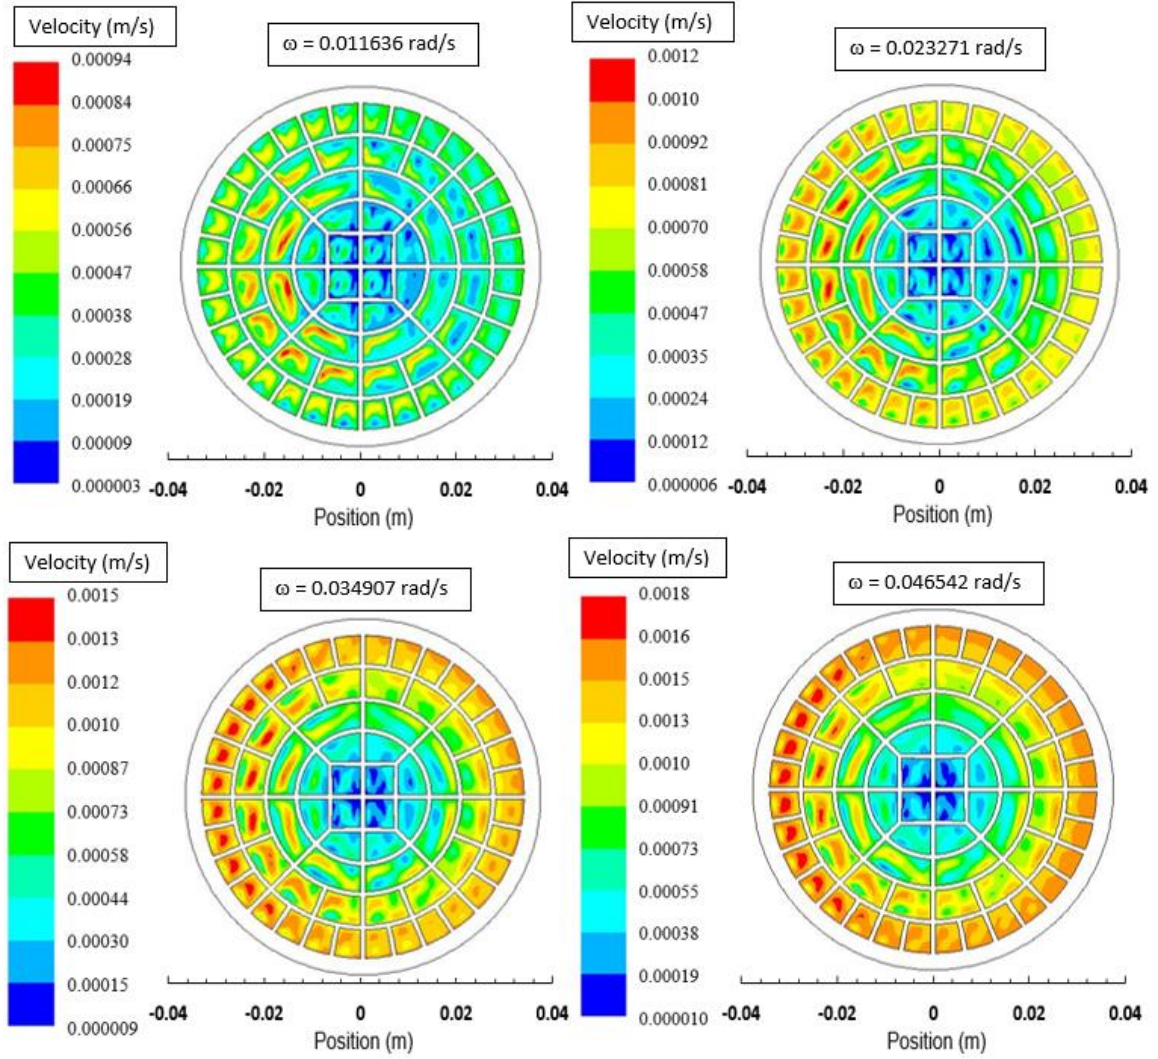 Velocity (m/s)
ω = 0.011636 rad/s
0.00094
0.00084
0.00075
0.00066
0.00056
0.00047
0.00038
0.00028
0.00019
0.00009
0.000003
-0.04 -0.02 0 0.02 0.04
Position (m)
Velocity (m/s)
ω = 0.023271 rad/s
0.0012
0.0010
0.00092
0.00081
0.00070
0.00058
0.00047
0.00035
0.00024
0.00012
0.000006
-0.04 -0.02 0 0.02 0.04
Position (m)
Velocity (m/s)
ω = 0.034907 rad/s
0.0015
0.0013
0.0012
0.0010
0.00087
0.00073
0.00058
0.00044
0.00030
0.00015
0.000009
-0.04 -0.02 0 0.02 0.04
Position (m)
Velocity (m/s)
ω = 0.046542 rad/s
0.0018
0.0016
0.0015
0.0013
0.0010
0.00091
0.00073
0.00055
0.00038
0.00019
0.000010
-0.04 -0.02 0 0.02 0.04
Position (m)